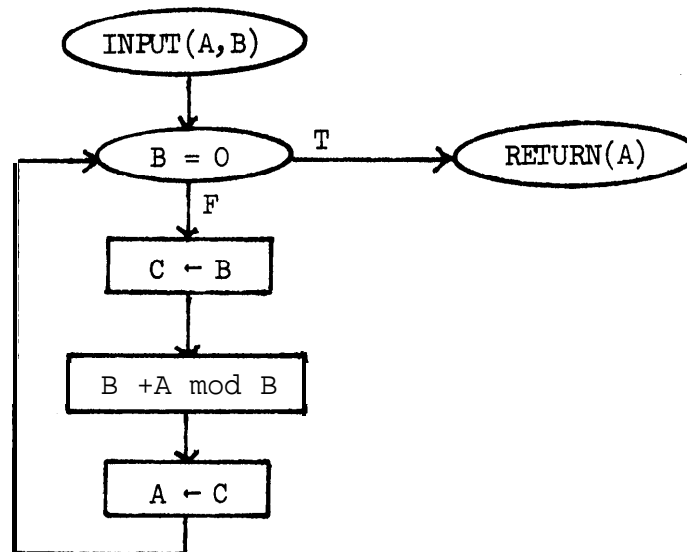 INPUT(A,B)
B = 0
T
RETURN(A)
F
C ← B
B +A mod B
A ← C